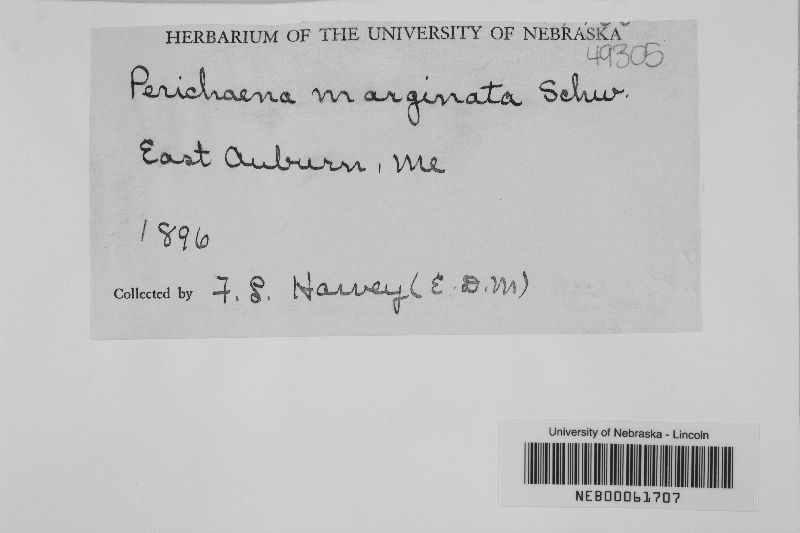 HERBARIUM OF THE UNIVERSITY OF NEBRASKA
49305
Perichaena marginata Schw.
East Auburn, Me
1896
Collected by F. S. Harvey (E. D. M)
University of Nebraska - Lincoln
NEB00061707